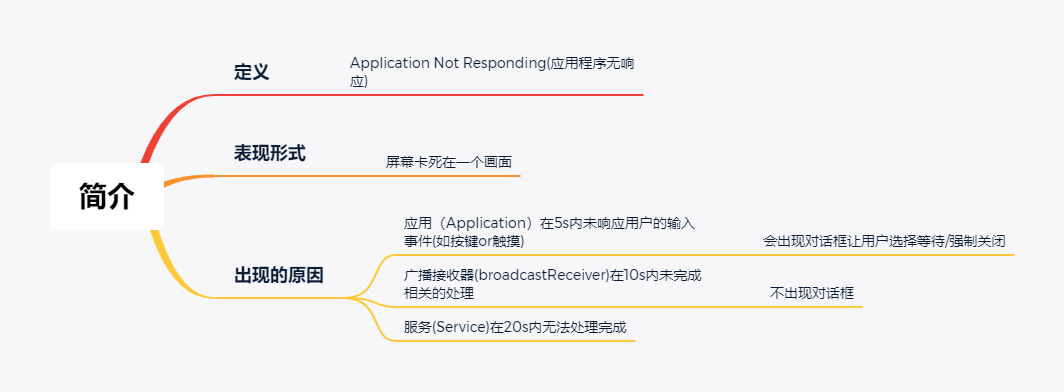 简介
定义
Application Not Responding(应用程序无响
应)
表现形式
屏幕卡死在一个画面
出现的原因
应用（Application）在5s内未响应用户的输入
事件(如按键or触摸)
会出现对话框让用户选择等待/强制关闭
广播接收器(broadcastReceiver)在10s内未完成
相关的处理
不出现对话框
服务(Service)在20s内无法处理完成